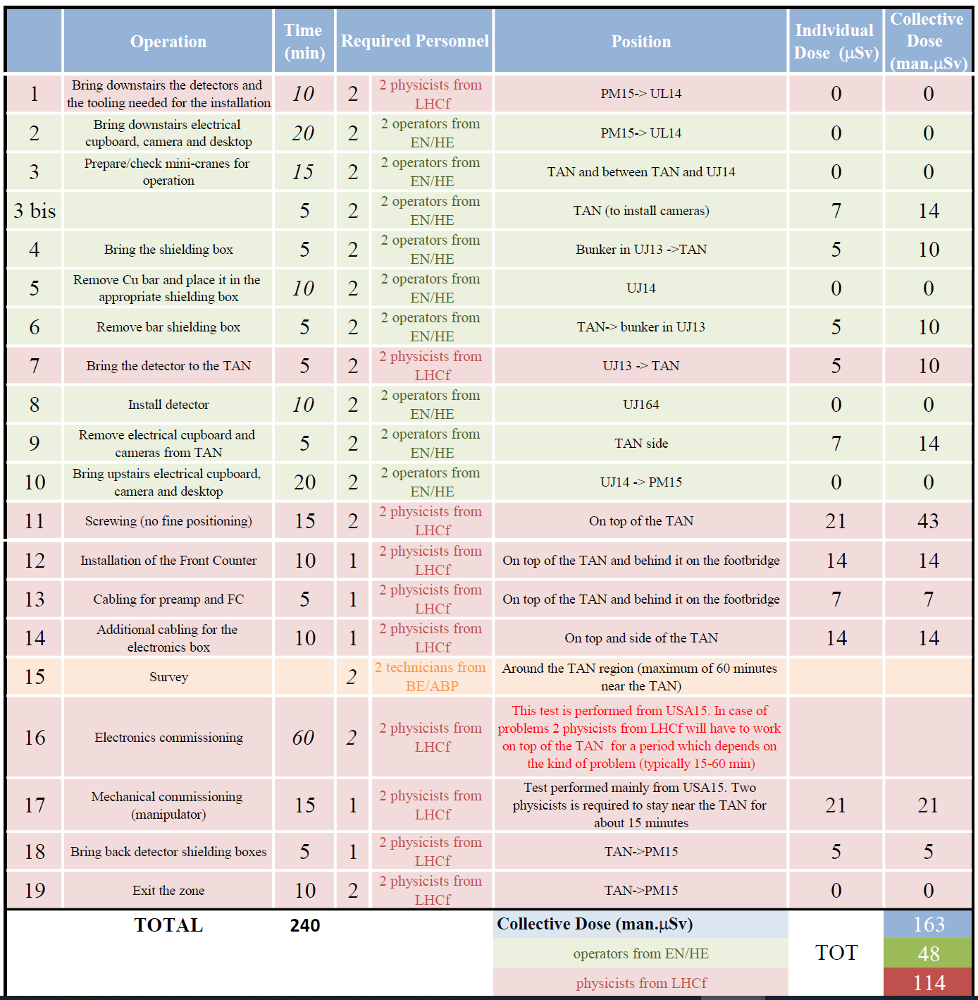 Operation
Time
(min)
Required Personnel
Position
Individual
Dose (μSv)
Collective
Dose
(man.μSv)
1
Bring downstairs the detectors and
the tooling needed for the installation
10
2
2 physicists from
LHCf
PM15-> UL14
0
0
2
Bring downstairs electrical
cupboard, camera and desktop
20
2
2 operators from
EN/HE
PM15-> UL14
0
0
3
Prepare/check mini-cranes for
operation
15
2
2 operators from
EN/HE
TAN and between TAN and UJ14
0
0
3 bis
5
2
2 operators from
EN/HE
TAN (to install cameras)
7
14
4
Bring the shielding box
5
2
2 operators from
EN/HE
Bunker in UJ13 ->TAN
5
10
5
Remove Cu bar and place it in the
appropriate shielding box
10
2
2 operators from
EN/HE
UJ14
0
0
6
Remove bar shielding box
5
2
2 operators from
EN/HE
TAN-> bunker in UJ13
5
10
7
Bring the detector to the TAN
5
2
2 physicists from
LHCf
UJ13 -> TAN
5
10
8
Install detector
10
2
2 operators from
EN/HE
UJ164
0
0
9
Remove electrical cupboard and
cameras from TAN
5
2
2 operators from
EN/HE
TAN side
7
14
10
Bring upstairs electrical cupboard,
camera and desktop
20
2
2 operators from
EN/HE
UJ14 -> PM15
0
0
11
Screwing (no fine positioning)
15
2
2 physicists from
LHCf
On top of the TAN
21
43
12
Installation of the Front Counter
10
1
2 physicists from
LHCf
On top of the TAN and behind it on the footbridge
14
14
13
Cabling for preamp and FC
5
1
2 physicists from
LHCf
On top of the TAN and behind it on the footbridge
7
7
14
Additional cabling for the
electronics box
10
1
2 physicists from
LHCf
On top and side of the TAN
14
14
15
Survey
2
2 technicians from
BE/ABP
Around the TAN region (maximum of 60 minutes
near the TAN)
16
Electronics commissioning
60
2
2 physicists from
LHCf
This test is performed from USA15. In case of
problems 2 physicists from LHCf will have to work
on top of the TAN for a period which depends on
the kind of problem (typically 15-60 min)
17
Mechanical commissioning
(manipulator)
15
1
2 physicists from
LHCf
Test performed mainly from USA15. Two
physicists is required to stay near the TAN for
about 15 minutes
21
21
18
Bring back detector shielding boxes
5
1
2 physicists from
LHCf
TAN->PM15
5
5
19
Exit the zone
10
2
2 physicists from
LHCf
TAN->PM15
0
0
TOTAL
240
Collective Dose (man.μSv)
163
operators from EN/HE
TOT
48
physicists from LHCf
114